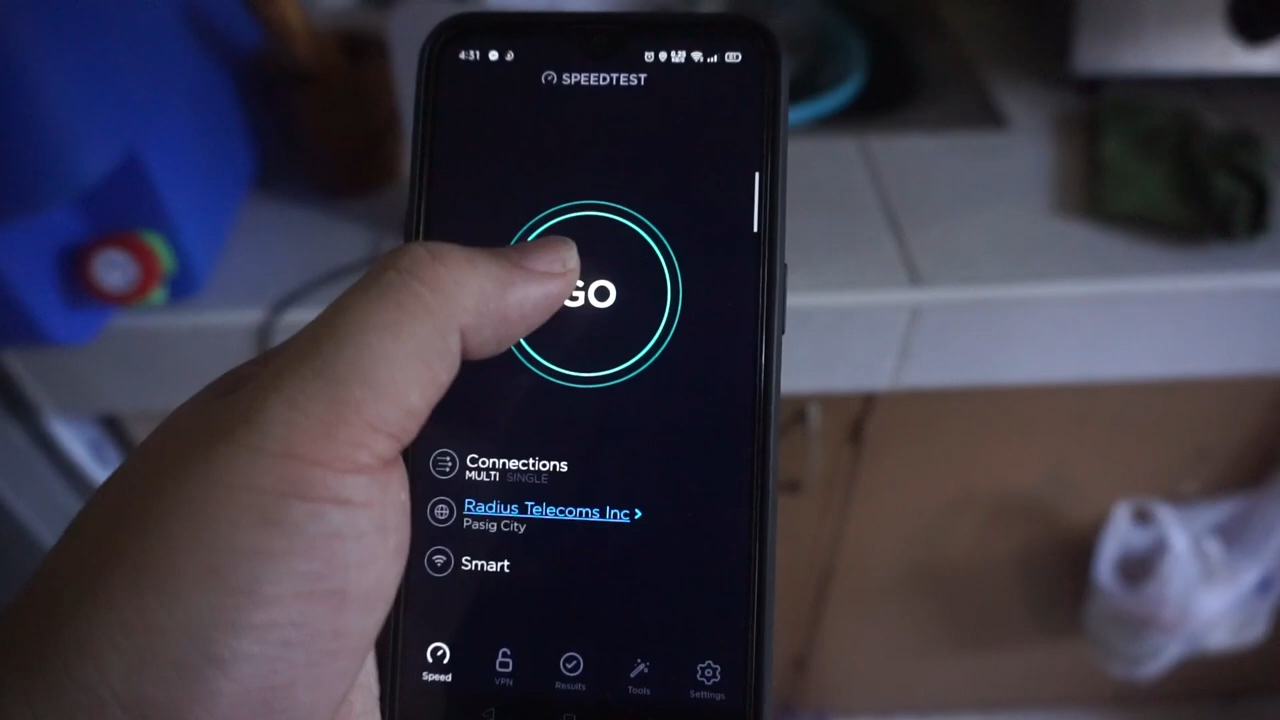 4:31
SPEEDTEST
GO
Connections
MULTI SINGLE
Radius Telecoms Inc
Pasig City
Smart
Speed
VPN
Results
Tools
Settings